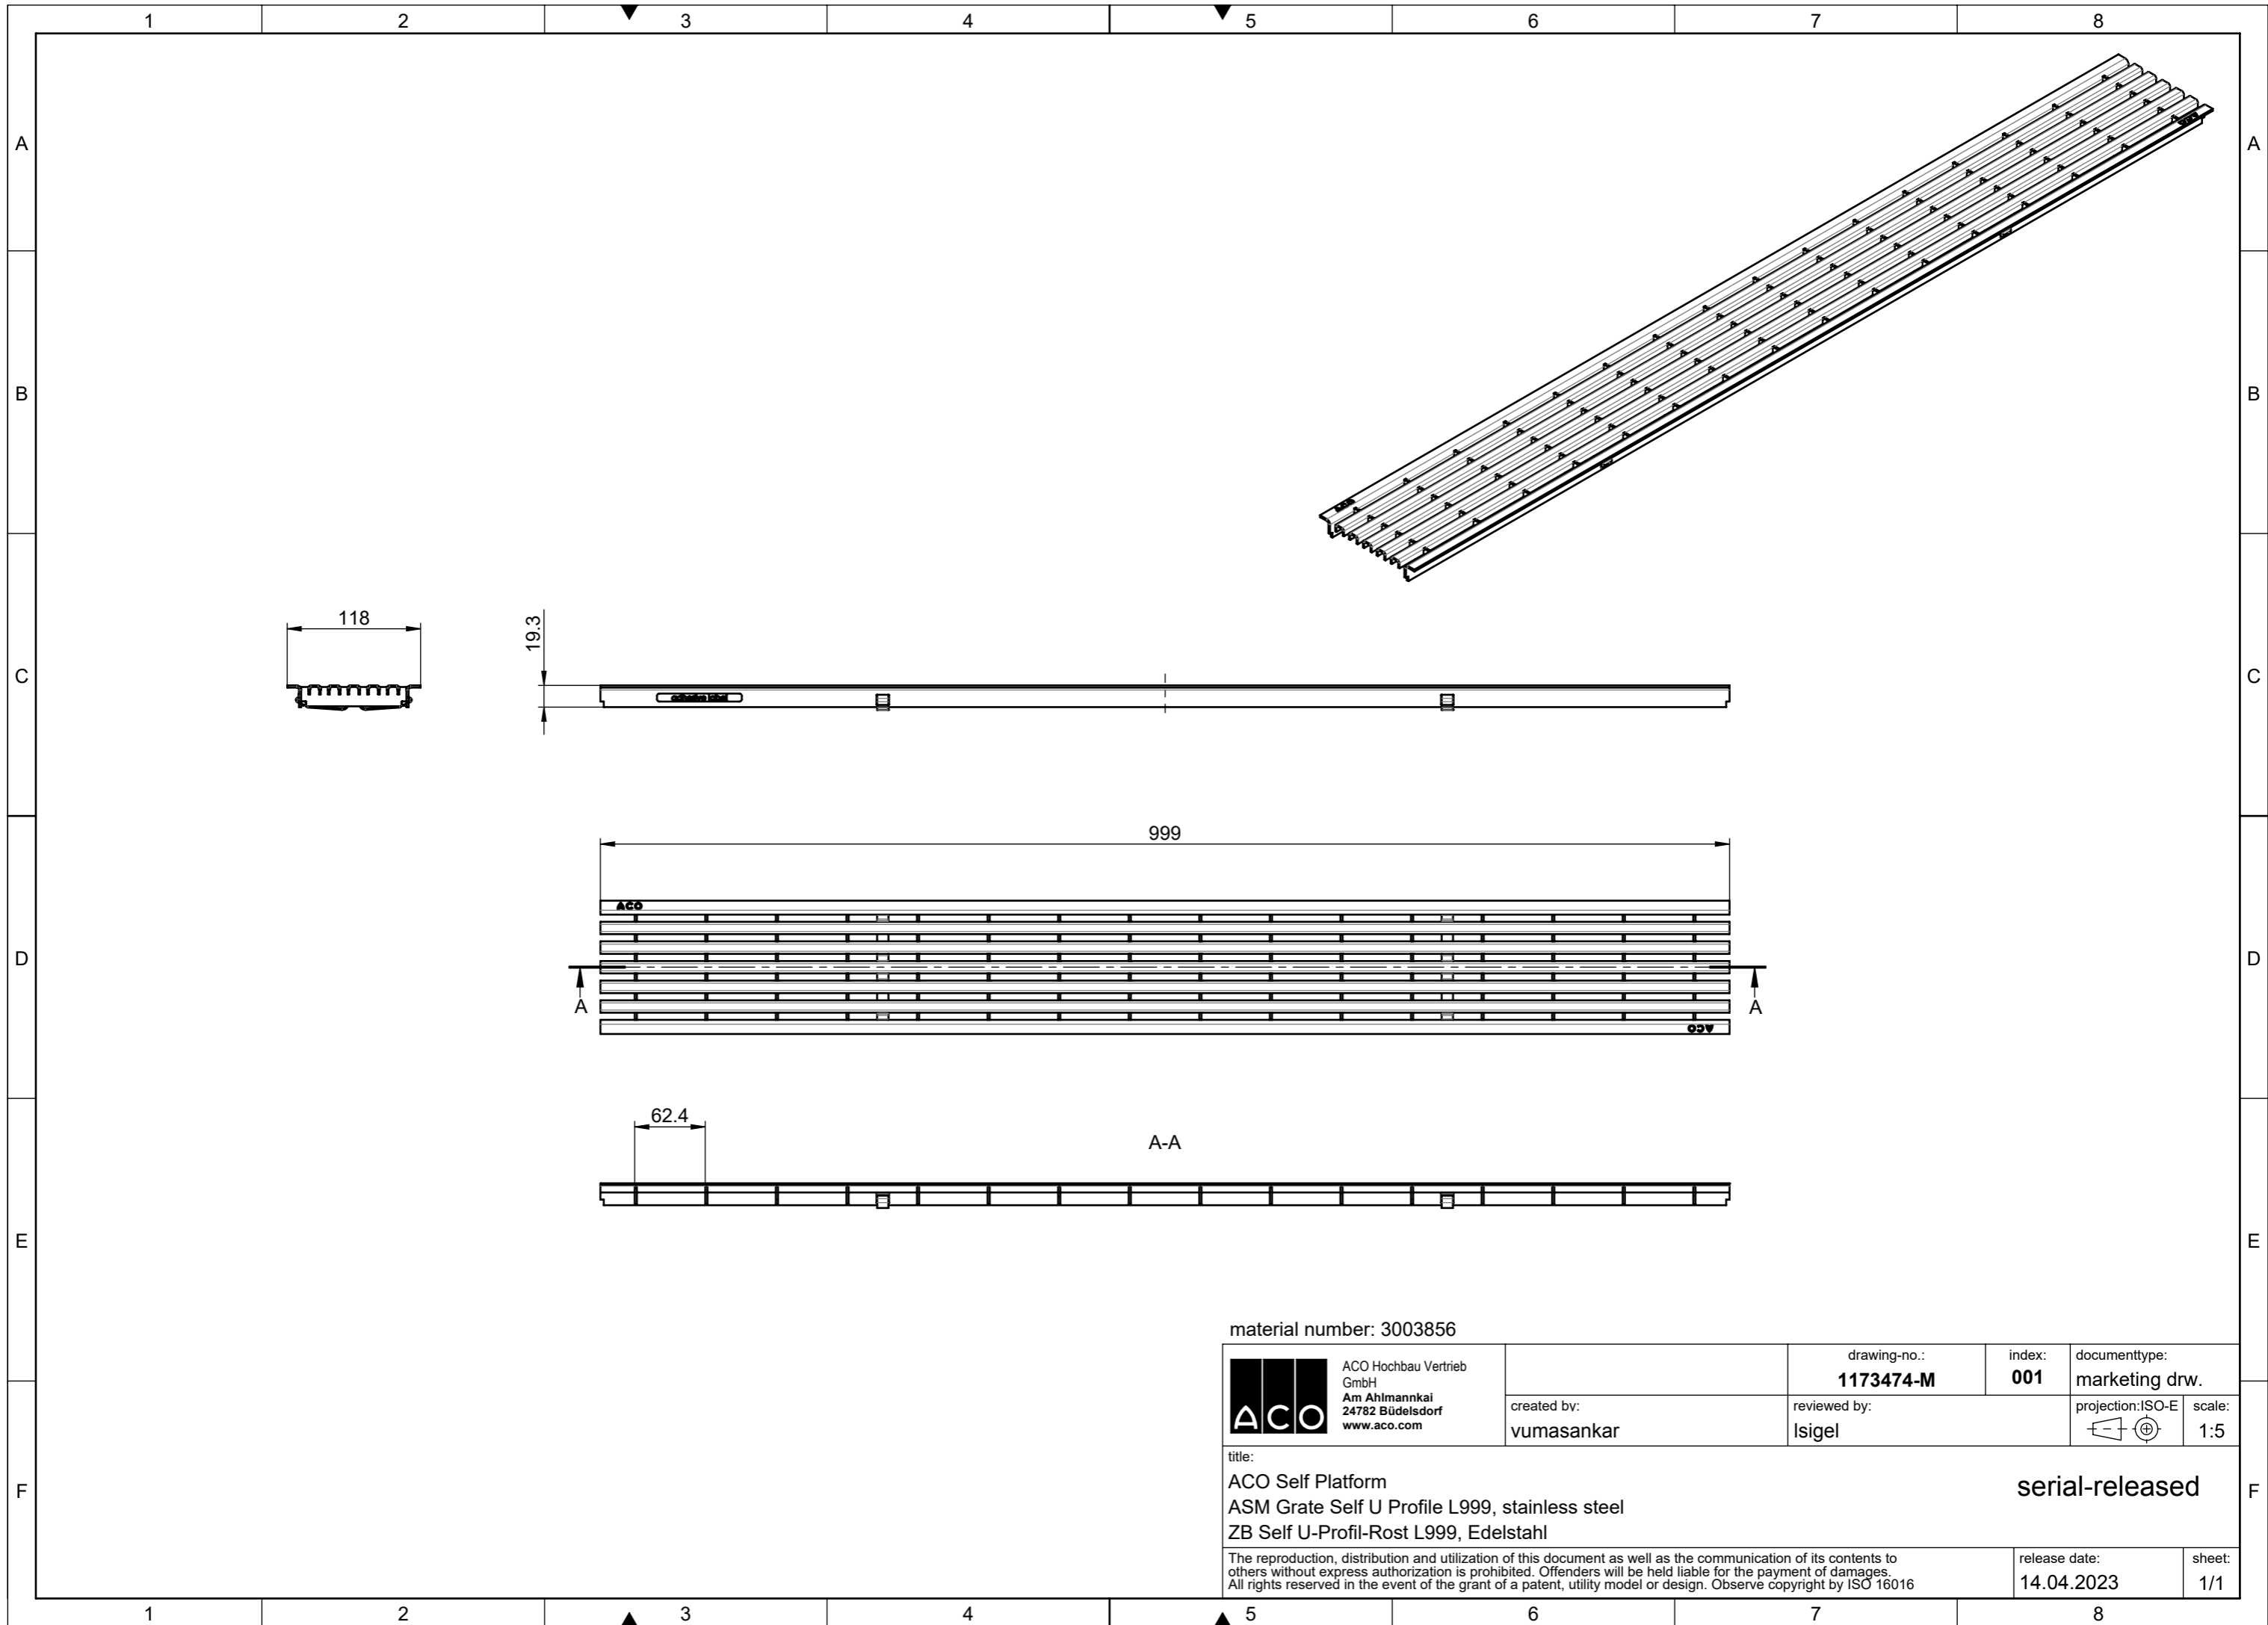 1 2 3 4 5 6 7 8
A A
B B
C C
D D
E E
F F
118
19.3
adhesive label
999
ACO
A A
ACO
62.4
A-A
material number: 3003856
ACO
ACO Hochbau Vertrieb
GmbH
Am Ahlmannkai
24782 Büdelsdorf
www.aco.com
drawing-no.:
1173474-M
index:
001
documenttype:
marketing drw.
created by:
vumasankar
reviewed by:
lsigel
projection:ISO-E
scale:
1:5
title:
ACO Self Platform
ASM Grate Self U Profile L999, stainless steel
ZB Self U-Profil-Rost L999, Edelstahl
serial-released
The reproduction, distribution and utilization of this document as well as the communication of its contents to
others without express authorization is prohibited. Offenders will be held liable for the payment of damages.
All rights reserved in the event of the grant of a patent, utility model or design. Observe copyright by ISO 16016
release date:
14.04.2023
sheet:
1/1
1 2 3 4 5 6 7 8